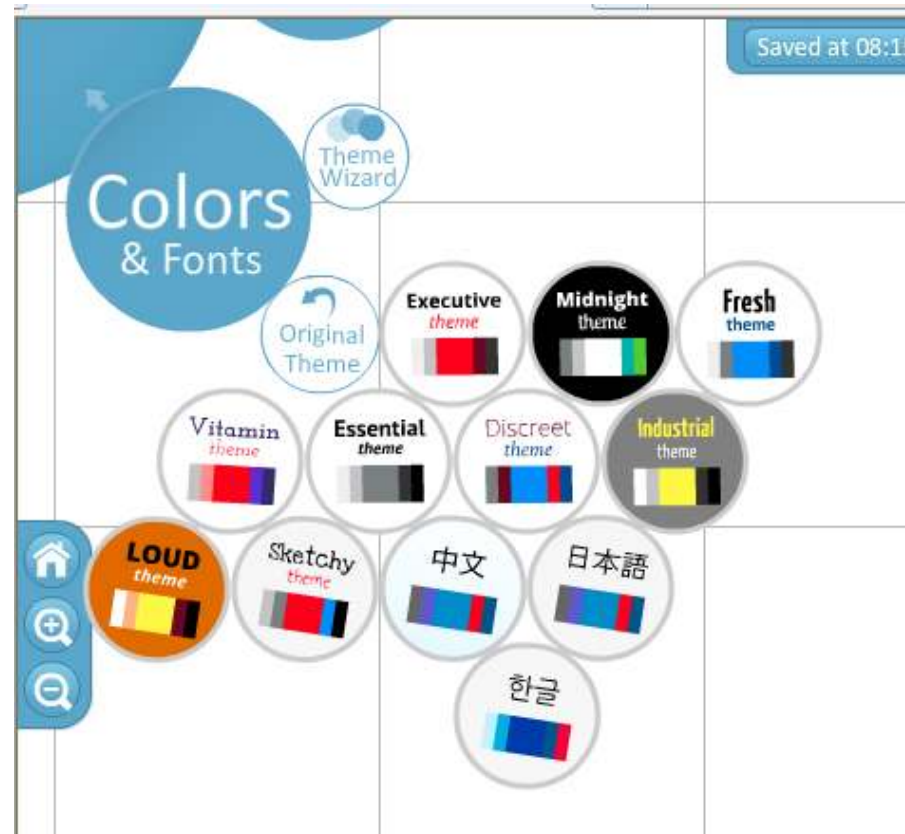 Saved at 08:1
Theme
Wizard
Colors
& Fonts
Original
Theme
Executive
theme
Midnight
theme
Fresh
theme
Vitamin
theme
Essential
theme
Discreet
theme
Industrial
theme
LOUD
theme
Sketchy
theme
中文
日本語
한글